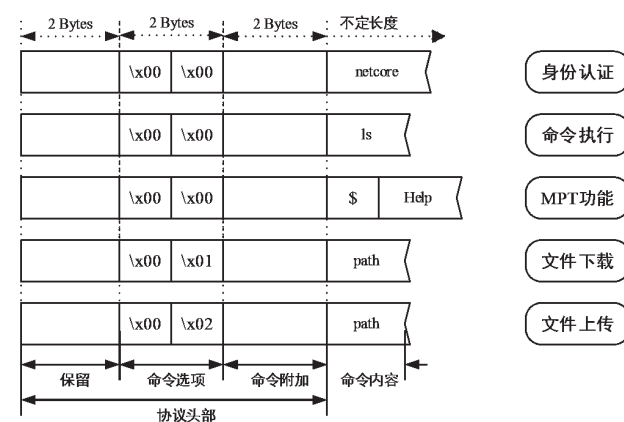 2 Bytes 2 Bytes 2 Bytes 不定长度
\x00 \x00 netcore 身份认证
\x00 \x00 ls 命令执行
\x00 \x00 $ Help MPT功能
\x00 \x01 path 文件下载
\x00 \x02 path 文件上传
保留 命令选项 命令附加 命令内容
协议头部